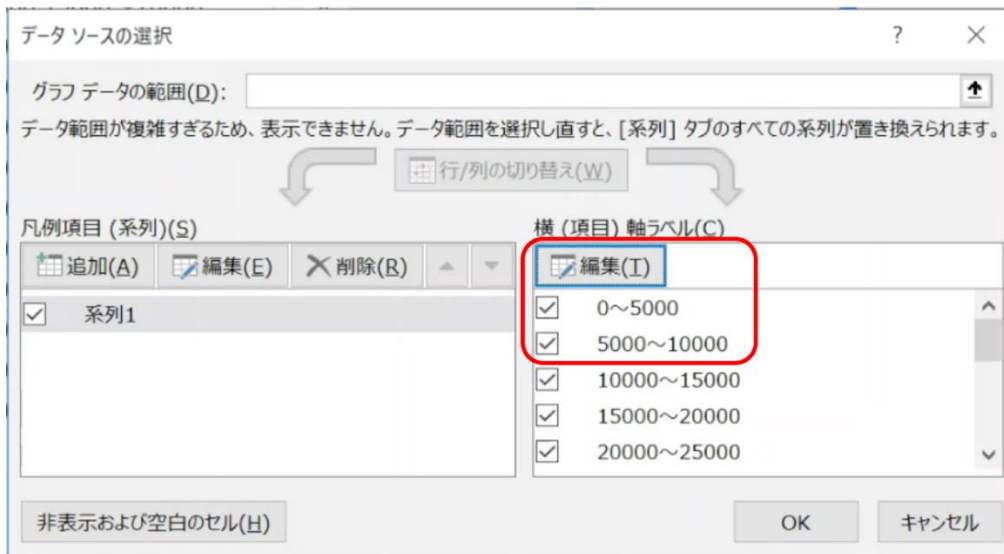 データ ソースの選択
?
グラフ データの範囲(D):
データ範囲が複雑すぎるため、表示できません。データ範囲を選択し直すと、[系列] タブのすべての系列が置き換えられます。
行/列の切り替え(W)
凡例項目 (系列)(S)
横 (項目) 軸ラベル(C)
追加(A) 編集(E) 削除(R)
編集(T)
系列1
0～5000
5000～10000
10000～15000
15000～20000
20000～25000
非表示および空白のセル(H)
OK キャンセル